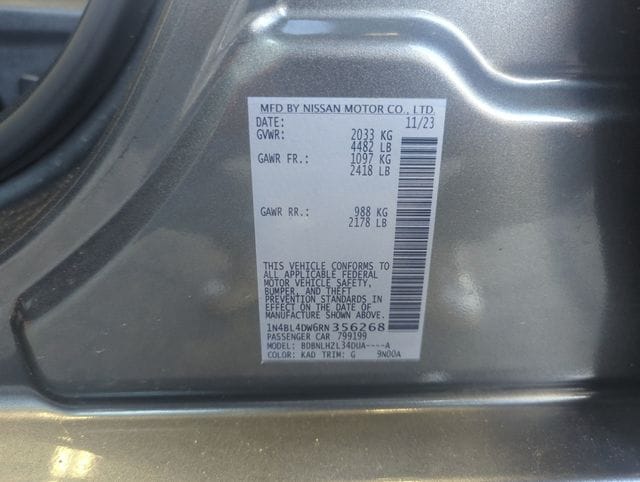 MFD BY NISSAN MOTOR CO., LTD.
DATE: 11/23
GVWR: 2033 KG
4482 LB
GAWR FR.: 1097 KG
2418 LB
GAWR RR.: 988 KG
2178 LB
THIS VEHICLE CONFORMS TO
ALL APPLICABLE FEDERAL
MOTOR VEHICLE SAFETY,
BUMPER, AND THEFT
PREVENTION STANDARDS IN
EFFECT ON THE DATE OF
MANUFACTURE SHOWN ABOVE.
1N4BL4DW6RN356268
PASSENGER CAR 799199
MODEL: BDBNLHZL34DUA----A
COLOR: KAD TRIM: G 9N00A